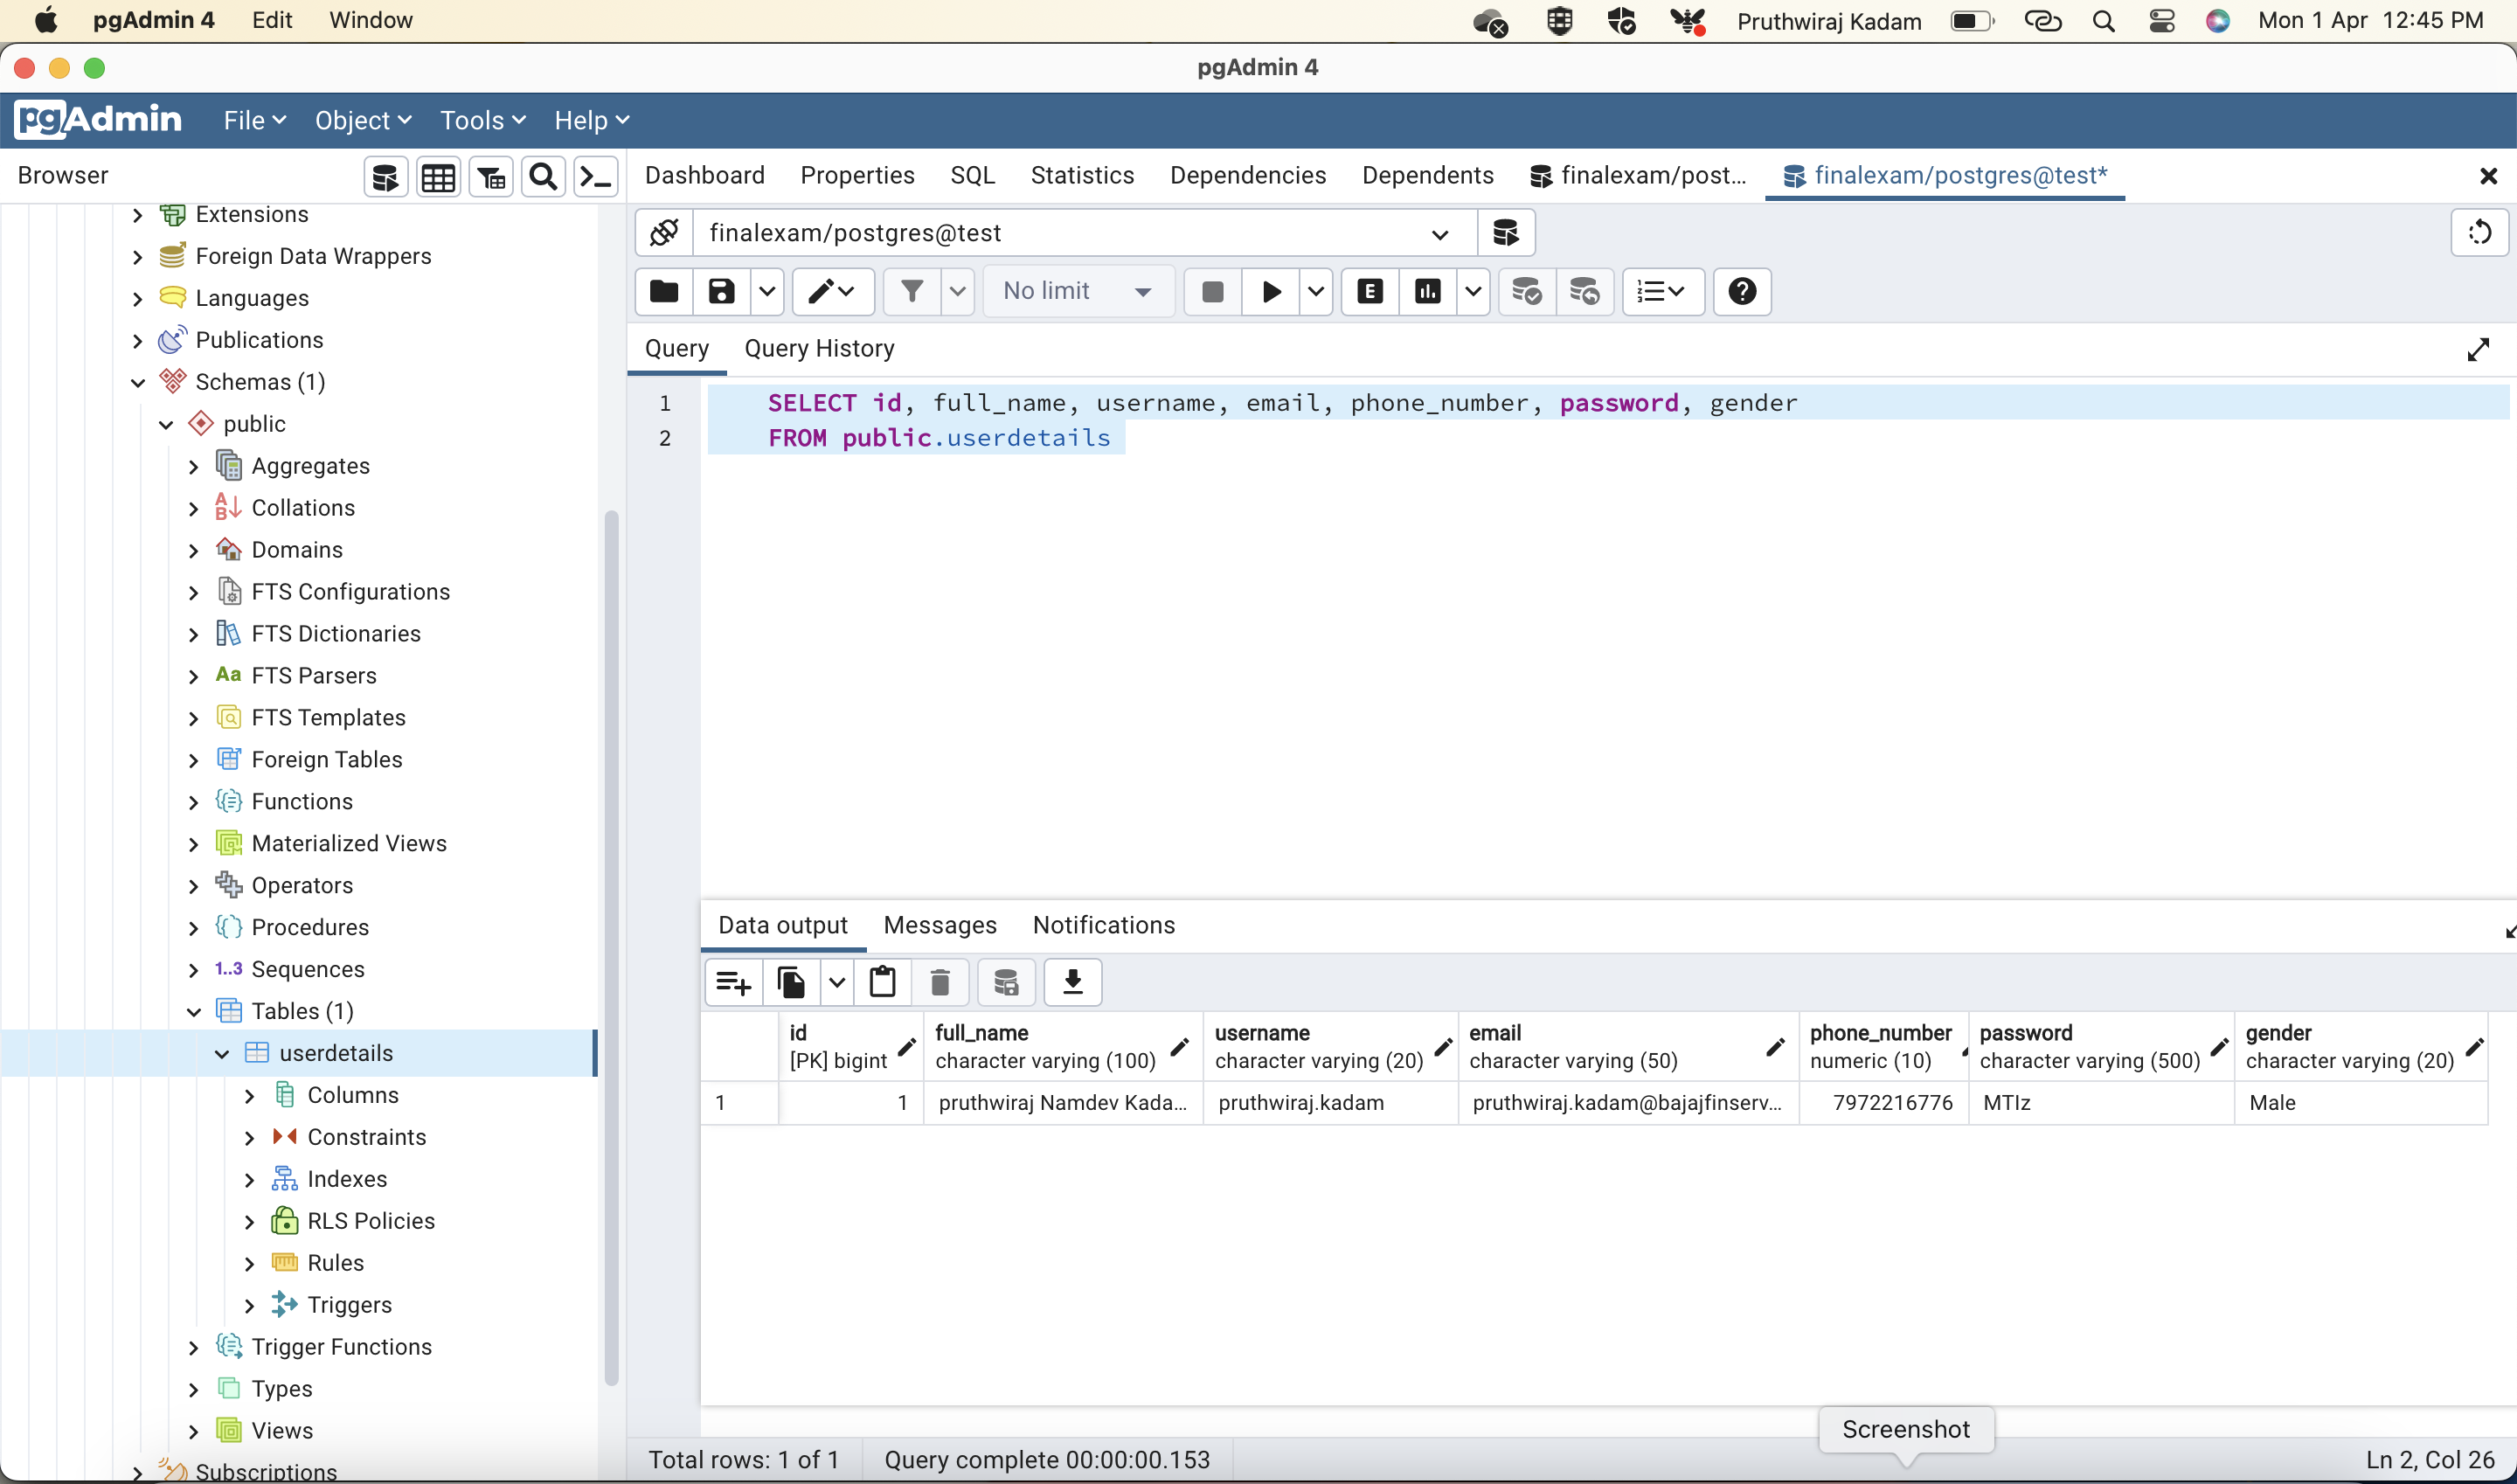 pgAdmin 4 Edit Window Pruthwiraj Kadam Mon 1 Apr 12:45 PM
pgAdmin 4
pgAdmin File Object Tools Help
Browser
Dashboard Properties SQL Statistics Dependencies Dependents finalexam/post... finalexam/postgres@test*
Extensions
Foreign Data Wrappers
Languages
Publications
Schemas (1)
public
Aggregates
Collations
Domains
FTS Configurations
FTS Dictionaries
Aa FTS Parsers
FTS Templates
Foreign Tables
Functions
Materialized Views
Operators
Procedures
1..3 Sequences
Tables (1)
userdetails
Columns
Constraints
Indexes
RLS Policies
Rules
Triggers
Trigger Functions
Types
Views
Subscriptions
finalexam/postgres@test
No limit E
Query Query History
1 SELECT id, full_name, username, email, phone_number, password, gender
2 FROM public.userdetails
Data output Messages Notifications
id full_name username email phone_number password gender
[PK] bigint character varying (100) character varying (20) character varying (50) numeric (10) character varying (500) character varying (20)
1 1 pruthwiraj Namdev Kada... pruthwiraj.kadam pruthwiraj.kadam@bajajfinserv... 7972216776 MTIz Male
Screenshot
Total rows: 1 of 1 Query complete 00:00:00.153 Ln 2, Col 26